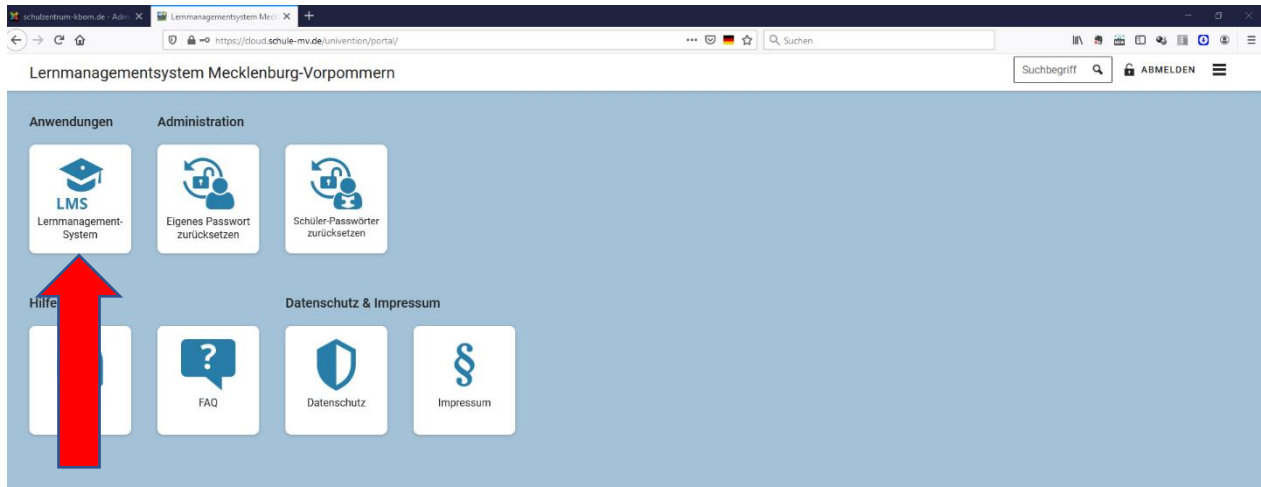 schulzentrum-kbom.de - Adm
Lernmanagementsystem Meck
https://cloud.schule-mv.de/univention/portal/
Suchen
Lernmanagementsystem Mecklenburg-Vorpommern
Suchbegriff
ABMELDEN
Anwendungen
Administration
LMS
Lernmanagement-
System
Eigenes Passwort
zurücksetzen
Schüler-Passwörter
zurücksetzen
Hilfe
Datenschutz & Impressum
?
FAQ
Datenschutz
§
Impressum